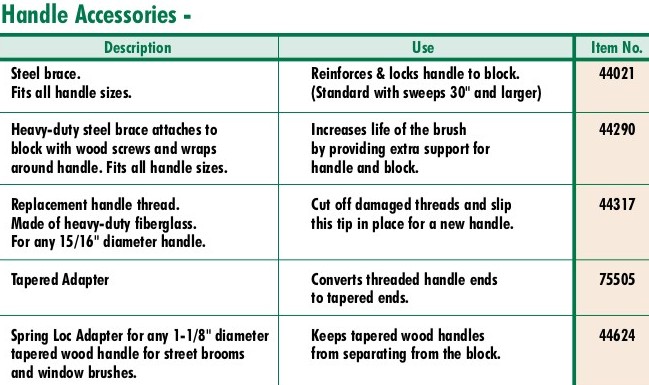 Handle Accessories -
Description Use Item No.
Steel brace. Reinforces & locks handle to block. 44021
Fits all handle sizes. (Standard with sweeps 30" and larger)
Heavy-duty steel brace attaches to Increases life of the brush 44290
block with wood screws and wraps by providing extra support for
around handle. Fits all handle sizes. handle and block.
Replacement handle thread. Cut off damaged threads and slip 44317
Made of heavy-duty fiberglass. this tip in place for a new handle.
For any 15/16" diameter handle.
Tapered Adapter Converts threaded handle ends 75505
to tapered ends.
Spring Loc Adapter for any 1-1/8" diameter Keeps tapered wood handles 44624
tapered wood handle for street brooms from separating from the block.
and window brushes.